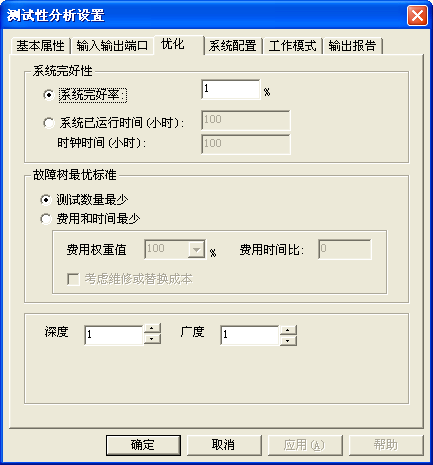 测试性分析设置
基本属性 输入输出端口 优化 系统配置 工作模式 输出报告
系统完好性
系统完好率: 1 %
系统已运行时间(小时): 100
时钟时间(小时): 100
故障树最优标准
测试数量最少
费用和时间最少
费用权重值 100 % 费用时间比: 0
考虑维修或替换成本
深度 1 广度 1
确定 取消 应用(A) 帮助